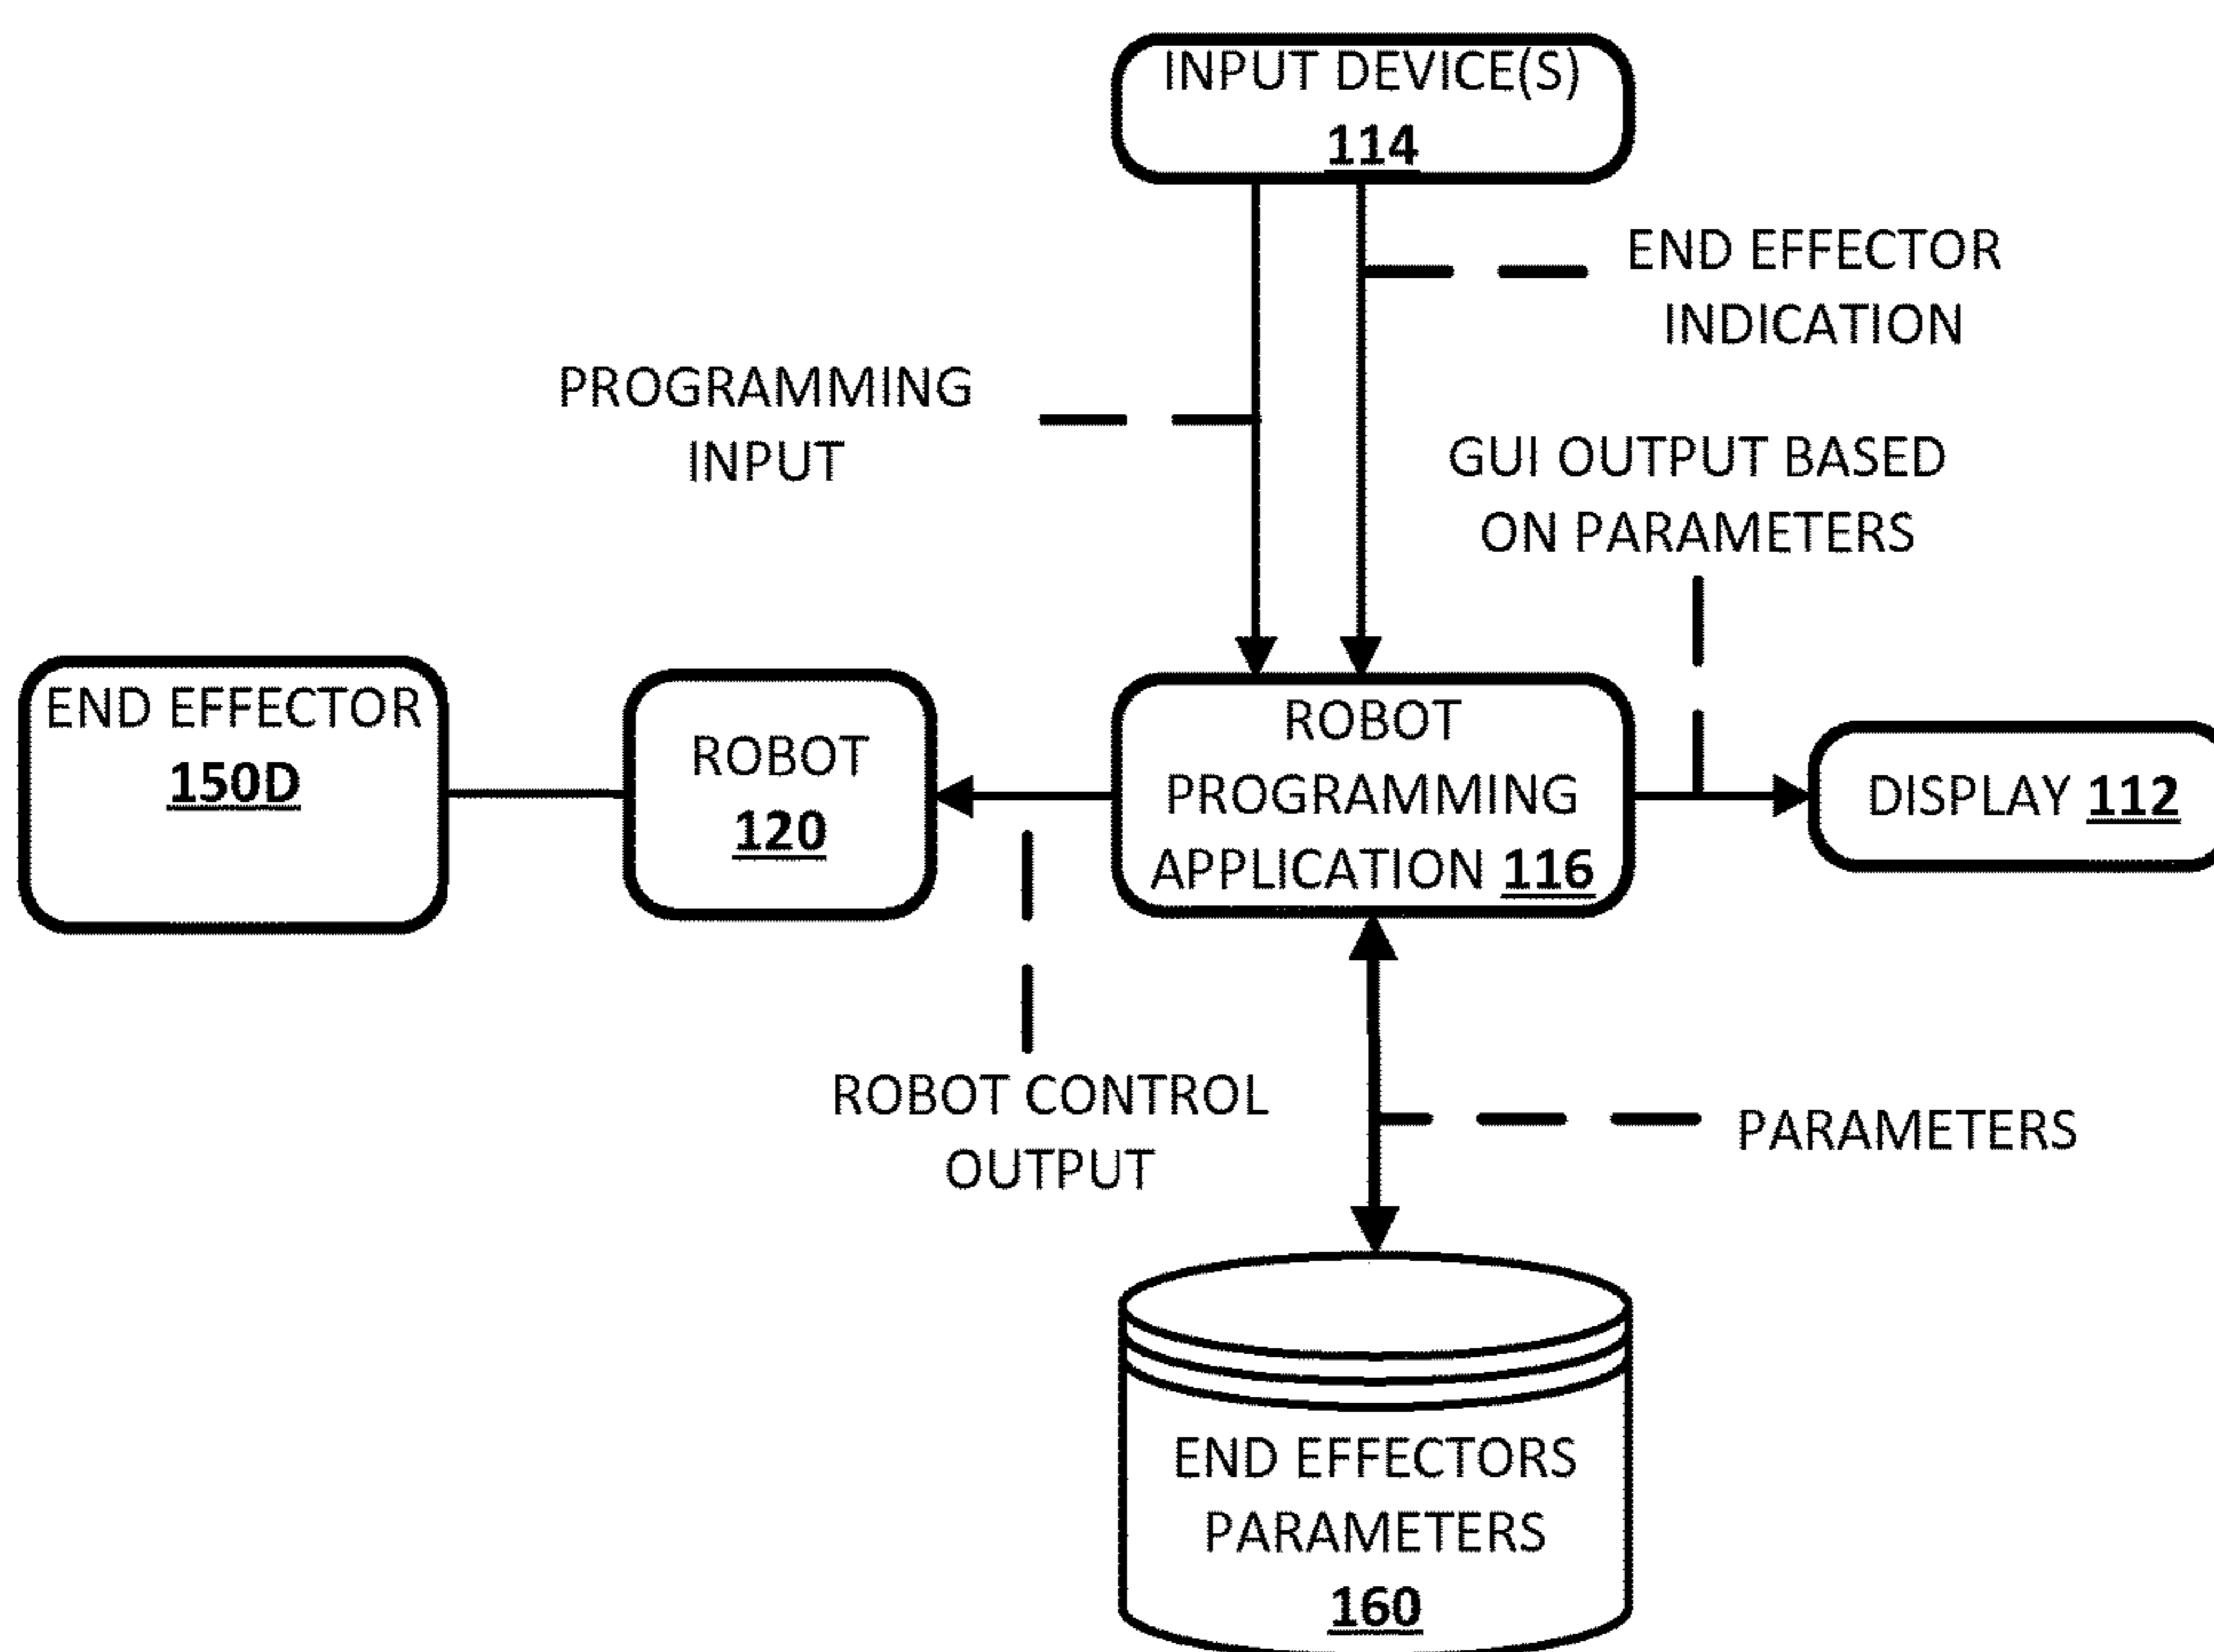 INPUT DEVICE(S)
114
END EFFECTOR
INDICATION
PROGRAMMING
INPUT
GUI OUTPUT BASED
ON PARAMETERS
END EFFECTOR
150D
ROBOT
120
ROBOT
PROGRAMMING
APPLICATION 116
DISPLAY 112
ROBOT CONTROL
OUTPUT
PARAMETERS
END EFFECTORS
PARAMETERS
160